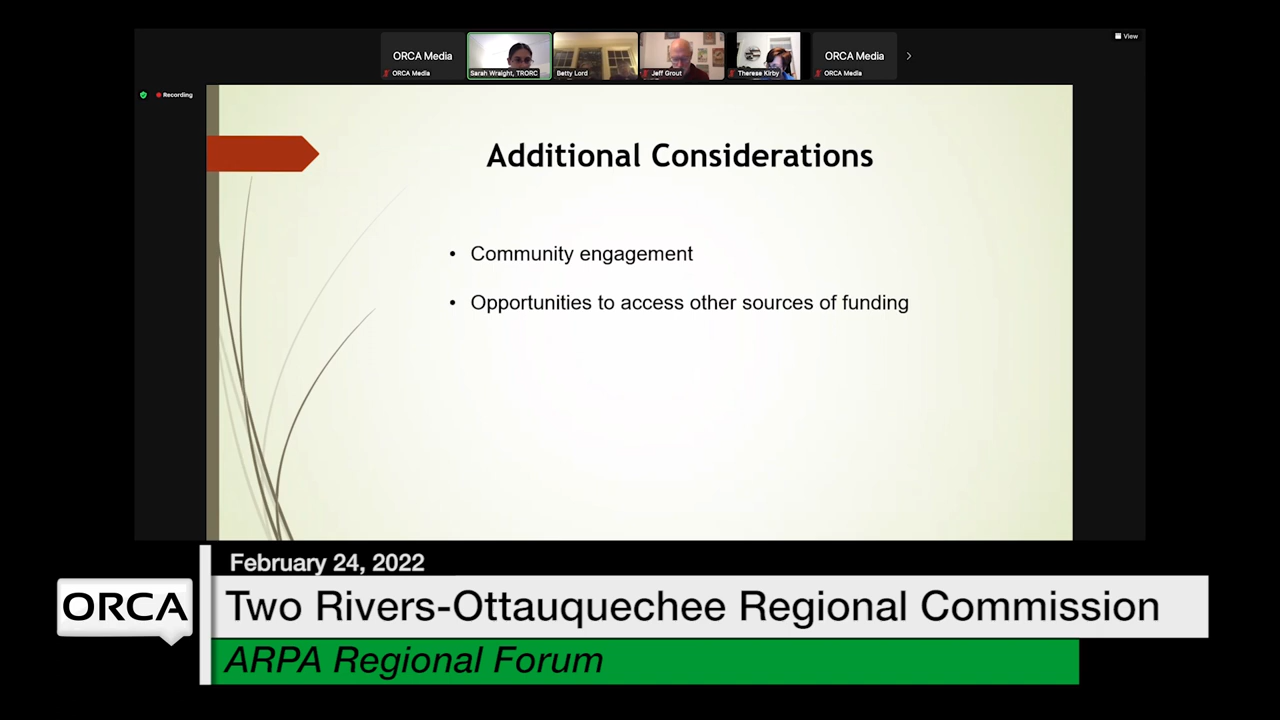 View
ORCA Media
ORCA Media
Sarah Wraight, TRORC
Betty Lord
Jeff Grout
Therese Kirby
ORCA Media
ORCA Media
Recording
Additional Considerations
• Community engagement
• Opportunities to access other sources of funding
February 24, 2022
ORCA
Two Rivers-Ottauquechee Regional Commission
ARPA Regional Forum